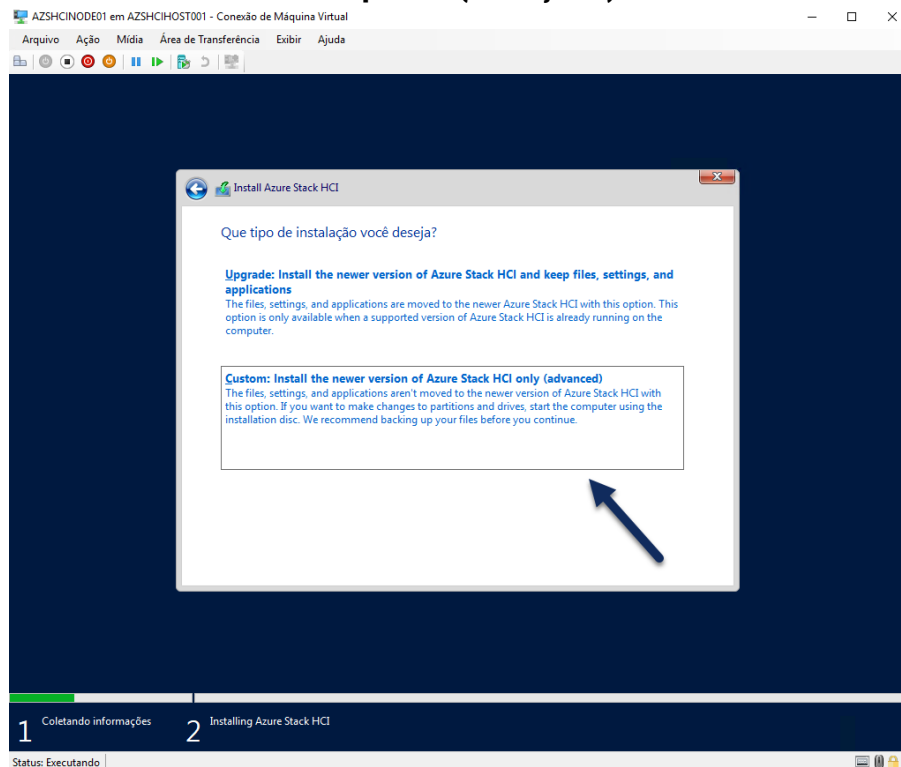 AZSHCINODE01 em AZSHCIHOST001 - Conexão de Máquina Virtual
Arquivo Ação Mídia Área de Transferência Exibir Ajuda
Install Azure Stack HCI
Que tipo de instalação você deseja?
Upgrade: Install the newer version of Azure Stack HCI and keep files, settings, and
applications
The files, settings, and applications are moved to the newer Azure Stack HCI with this option. This
option is only available when a supported version of Azure Stack HCI is already running on the
computer.
Custom: Install the newer version of Azure Stack HCI only (advanced)
The files, settings, and applications aren't moved to the newer version of Azure Stack HCI with
this option. If you want to make changes to partitions and drives, start the computer using the
installation disc. We recommend backing up your files before you continue.
1 Coletando informações 2 Installing Azure Stack HCI
Status: Executando